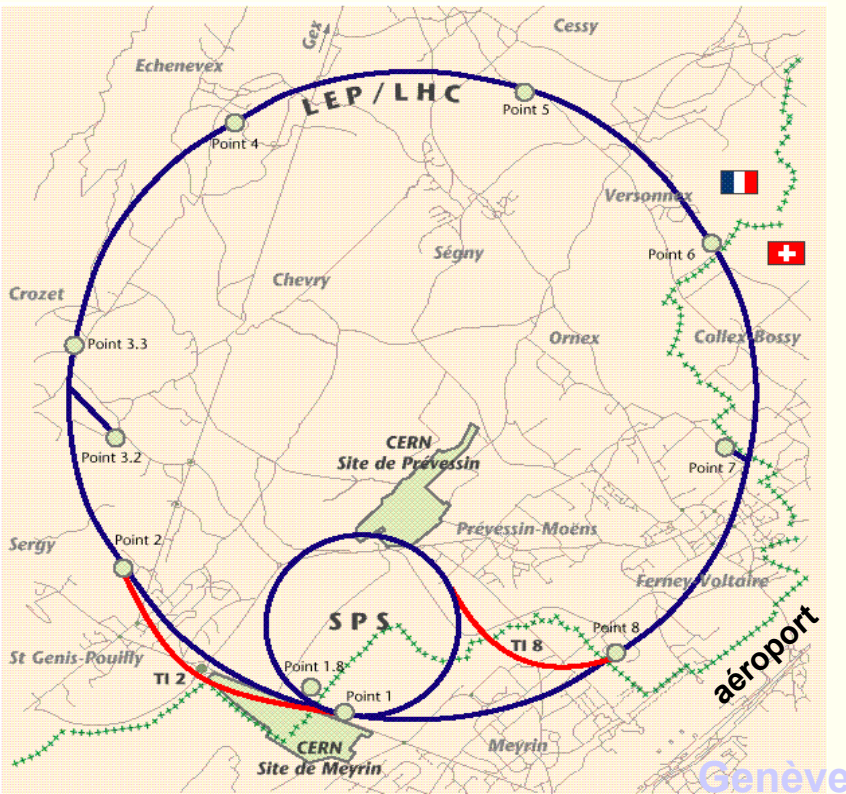 Cessy
Gex
Echenevex
LEP/LHC
Point 5
Point 4
Versonnex
Point 6
Ségny
Chevry
Crozet
Ornex
Collex-Bossy
Point 3.3
CERN
Site de Prévessin
Point 3.2
Point 7
Prévessin-Moëns
Point 2
Sergy
Ferney-Voltaire
SPS
Point 8
TI 8
aéroport
St Genis-Pouilly
Point 1.8
TI 2
Point 1
CERN
Site de Meyrin
Meyrin
Genève